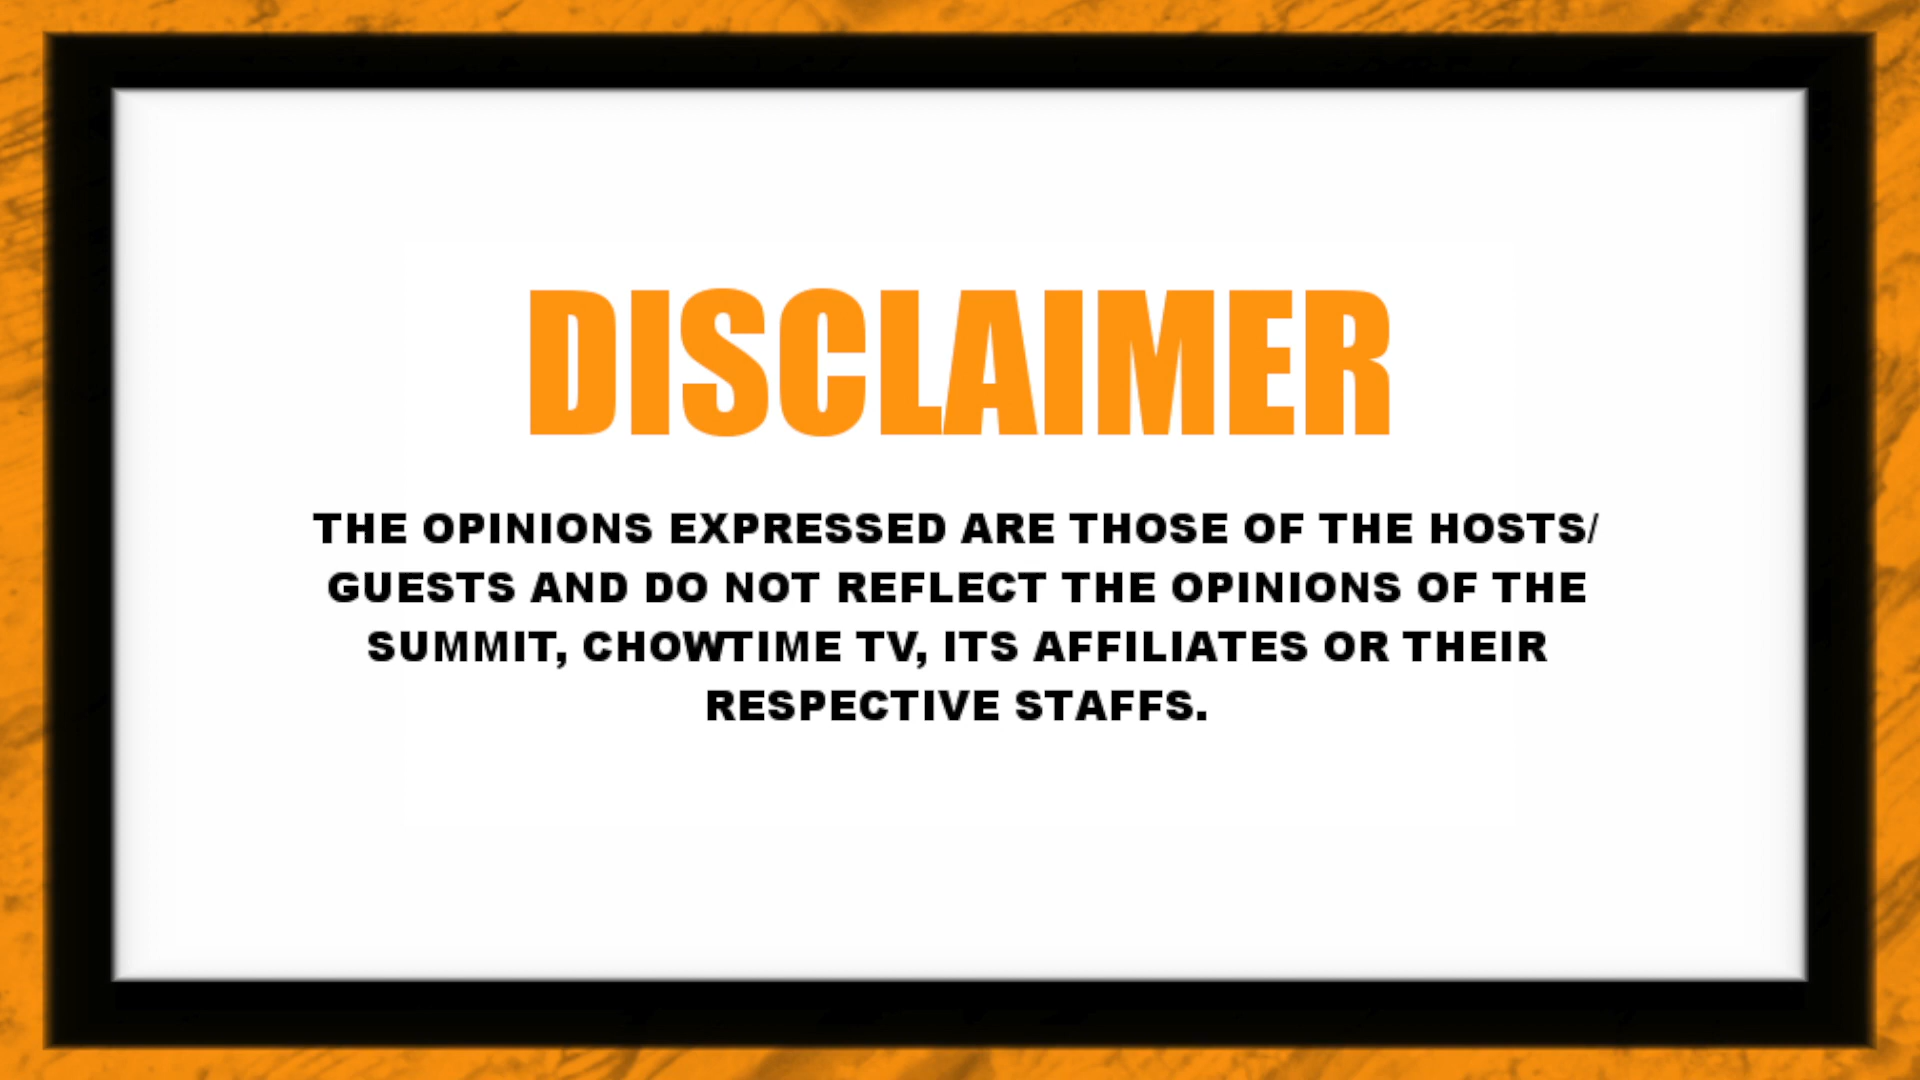 DISCLAIMER
THE OPINIONS EXPRESSED ARE THOSE OF THE HOSTS/
GUESTS AND DO NOT REFLECT THE OPINIONS OF THE
SUMMIT, CHOWTIME TV, ITS AFFILIATES OR THEIR
RESPECTIVE STAFFS.